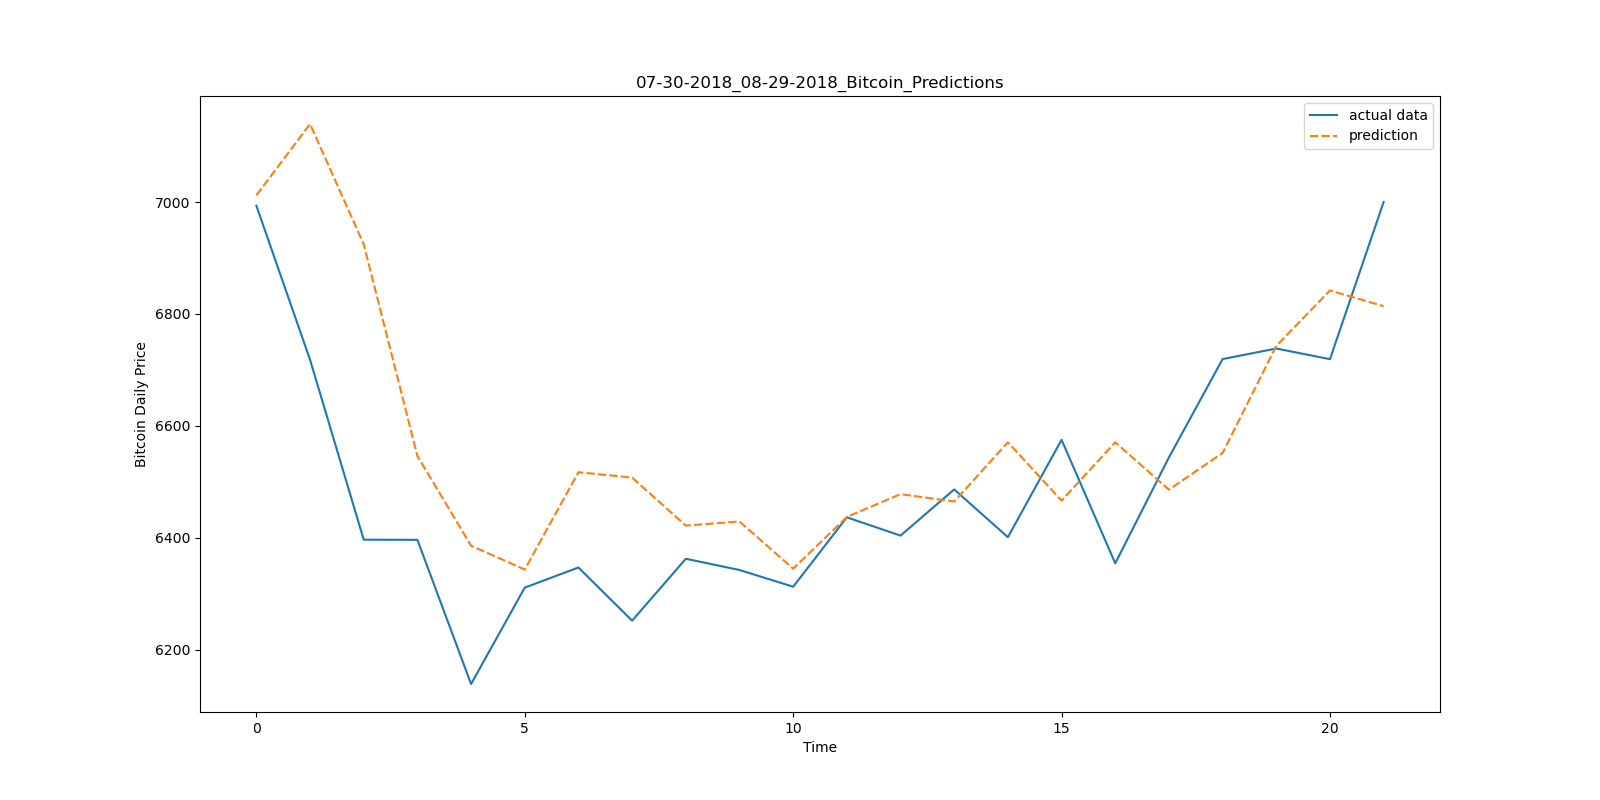 07-30-2018_08-29-2018_Bitcoin_Predictions
actual data
prediction
Bitcoin Daily Price
7000
6800
6600
6400
6200
0 5 10 15 20
Time